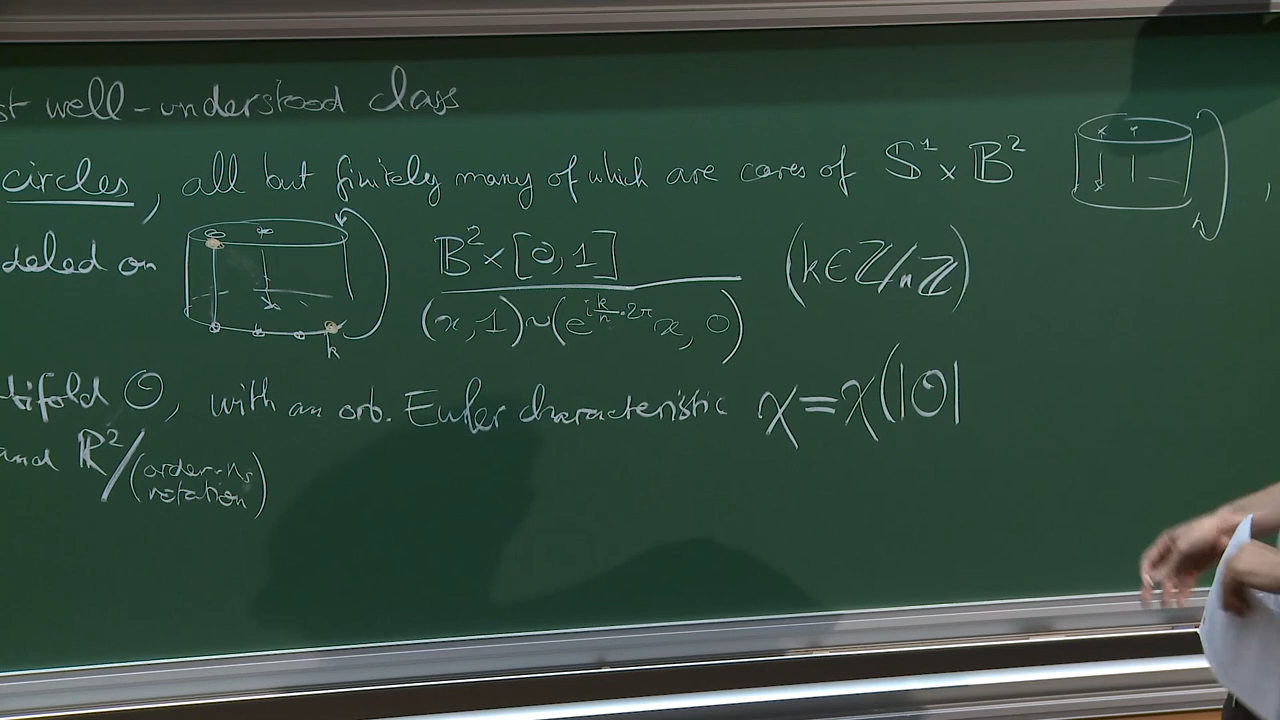 st well-understood class
circles, all but finitely many of which are cores of S¹ × B²
deled on B²×[0,1] / (x,1)~(e^{i k/n · 2π} x, 0) (k∈Z/nZ)
k
tifold O, with an orb. Euler characteristic χ=χ(|O|
and R²/(order-n rotation)